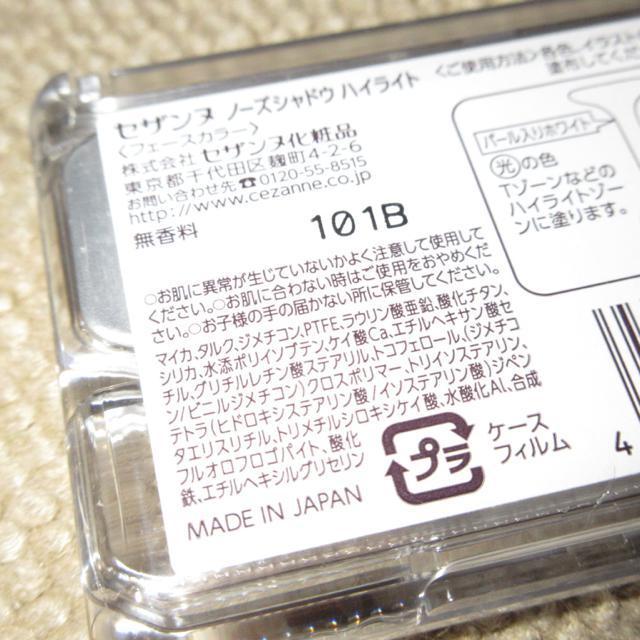 セザンヌ ノーズシャドウ ハイライト
〈フェースカラー〉
株式会社 セザンヌ化粧品
東京都千代田区麹町4-2-6
お問い合わせ先☎0120-55-8515
http://www.cezanne.co.jp
無香料
101B
○お肌に異常が生じていないかよく注意して使用して
ください。○お肌に合わない時はご使用をおやめくだ
さい。○お子様の手の届かない所に保管してください。
マイカ、タルク、ジメチコン、PTFE、ラウリン酸亜鉛、酸化チタン、
シリカ、水添ポリイソブテン、ケイ酸Ca、エチルヘキサン酸セ
チル、グリチルレチン酸ステアリル、トコフェロール、(ジメチコ
ン/ビニルジメチコン)クロスポリマー、トリイソステアリン、
テトラ(ヒドロキシステアリン酸/イソステアリン酸)ジペン
タエリスリチル、トリメチルシロキシケイ酸、水酸化Al、合成
フルオロフロゴパイト、酸化
鉄、エチルヘキシルグリセリン
MADE IN JAPAN
プラ
ケース
フィルム
〈ご使用方法〉各色、イラスト
塗布してくだ
パール入りホワイト
光の色
Tゾーンなどの
ハイライトゾー
ンに塗ります。
4